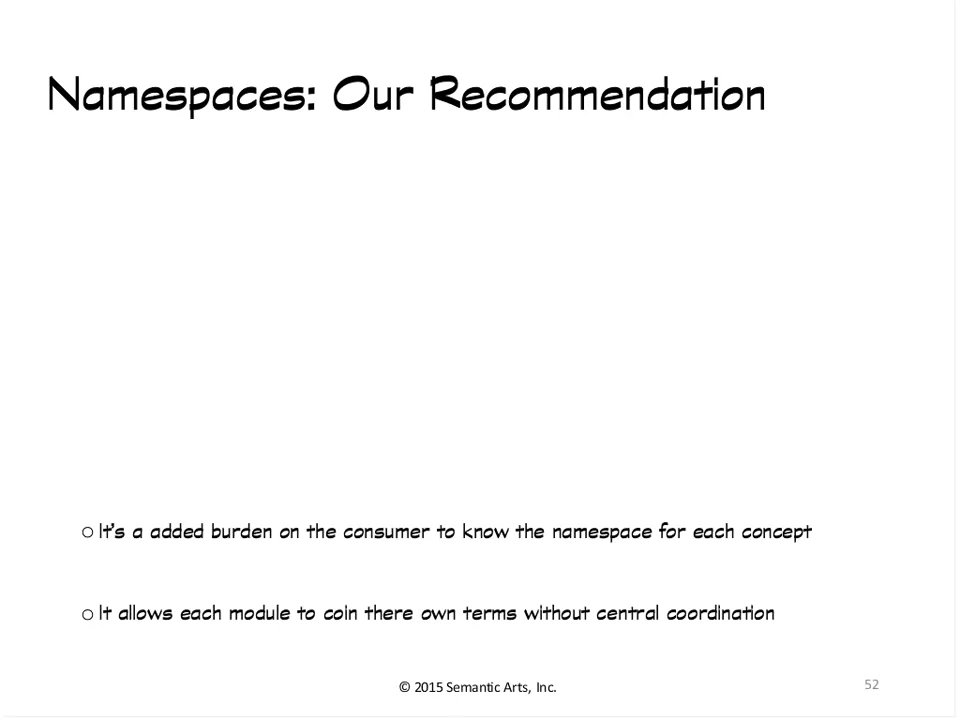 Namespaces: Our Recommendation
○ It's a added burden on the consumer to know the namespace for each concept
○ It allows each module to coin there own terms without central coordination
© 2015 Semantic Arts, Inc.
52